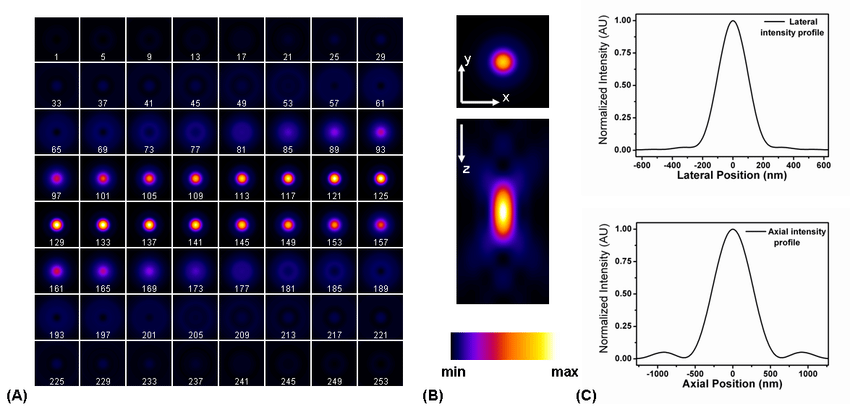 1 5 9 13 17 21 25 29
33 37 41 45 49 53 57 61
65 69 73 77 81 85 89 93
97 101 105 109 113 117 121 125
129 133 137 141 145 149 153 157
161 165 169 173 177 181 185 189
193 197 201 205 209 213 217 221
225 229 233 237 241 245 249 253
(A)
y
x
z
min max
(B)
Normalized Intensity (AU)
1.00
0.75
0.50
0.25
0.00
Lateral
intensity profile
-600 -400 -200 0 200 400 600
Lateral Position (nm)
Normalized Intensity (AU)
1.00
0.75
0.50
0.25
0.00
Axial intensity
profile
-1000 -500 0 500 1000
Axial Position (nm)
(C)